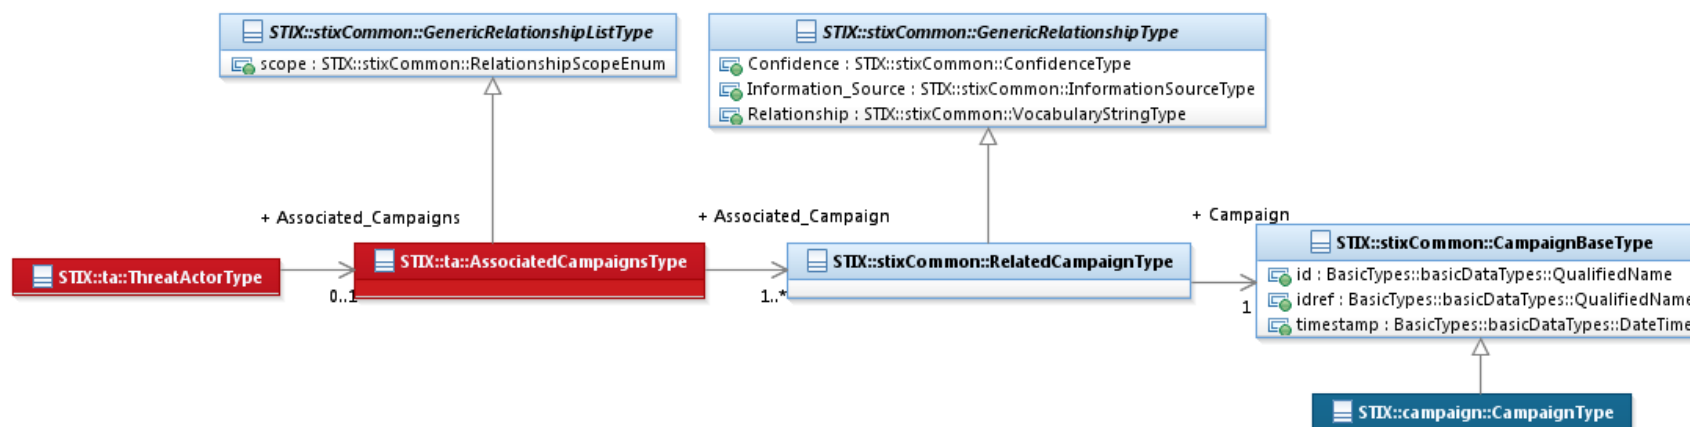 STIX::stixCommon::GenericRelationshipListType
scope : STIX::stixCommon::RelationshipScopeEnum
STIX::stixCommon::GenericRelationshipType
Confidence : STIX::stixCommon::ConfidenceType
Information_Source : STIX::stixCommon::InformationSourceType
Relationship : STIX::stixCommon::VocabularyStringType
+ Associated_Campaigns
+ Associated_Campaign
+ Campaign
STIX::ta::ThreatActorType
0..1
STIX::ta::AssociatedCampaignsType
1..*
STIX::stixCommon::RelatedCampaignType
1
STIX::stixCommon::CampaignBaseType
id : BasicTypes::basicDataTypes::QualifiedName
idref : BasicTypes::basicDataTypes::QualifiedName
timestamp : BasicTypes::basicDataTypes::DateTime
STIX::campaign::CampaignType